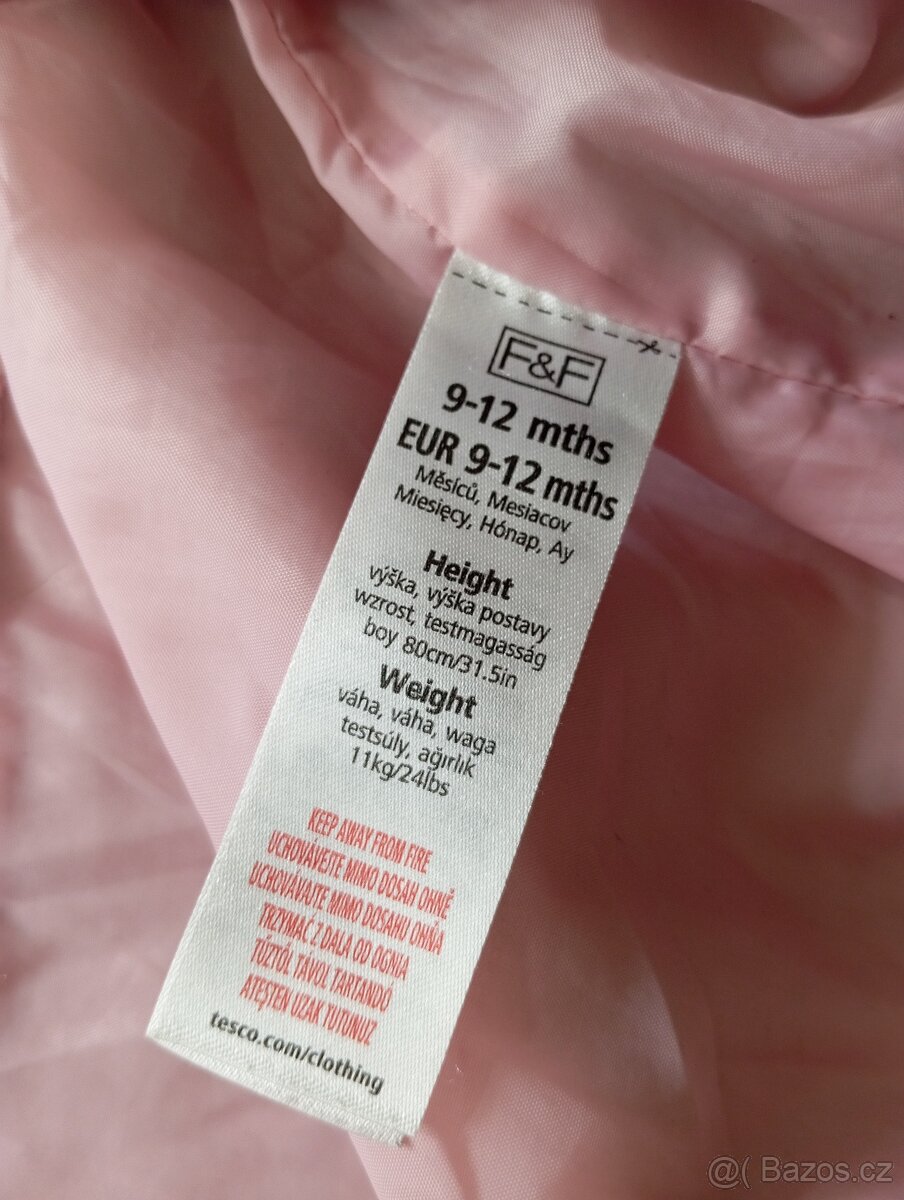 F&F
9-12 mths
EUR 9-12 mths
Měsíců, Mesiacov
Miesięcy, Hónap, Ay
Height
výška, výška postavy
wzrost, testmagasság
boy 80cm/31.5in
Weight
váha, váha, waga
testsúly, ağırlık
11kg/24lbs
KEEP AWAY FROM FIRE
UCHOVÁVEJTE MIMO DOSAH OHNĚ
UCHOVÁVAJTE MIMO DOSAHU OHŇA
TRZYMAĆ Z DALA OD OGNIA
TŰZTŐL TÁVOL TARTANDÓ
ATEŞTEN UZAK TUTUNUZ
tesco.com/clothing
@( Bazos.cz